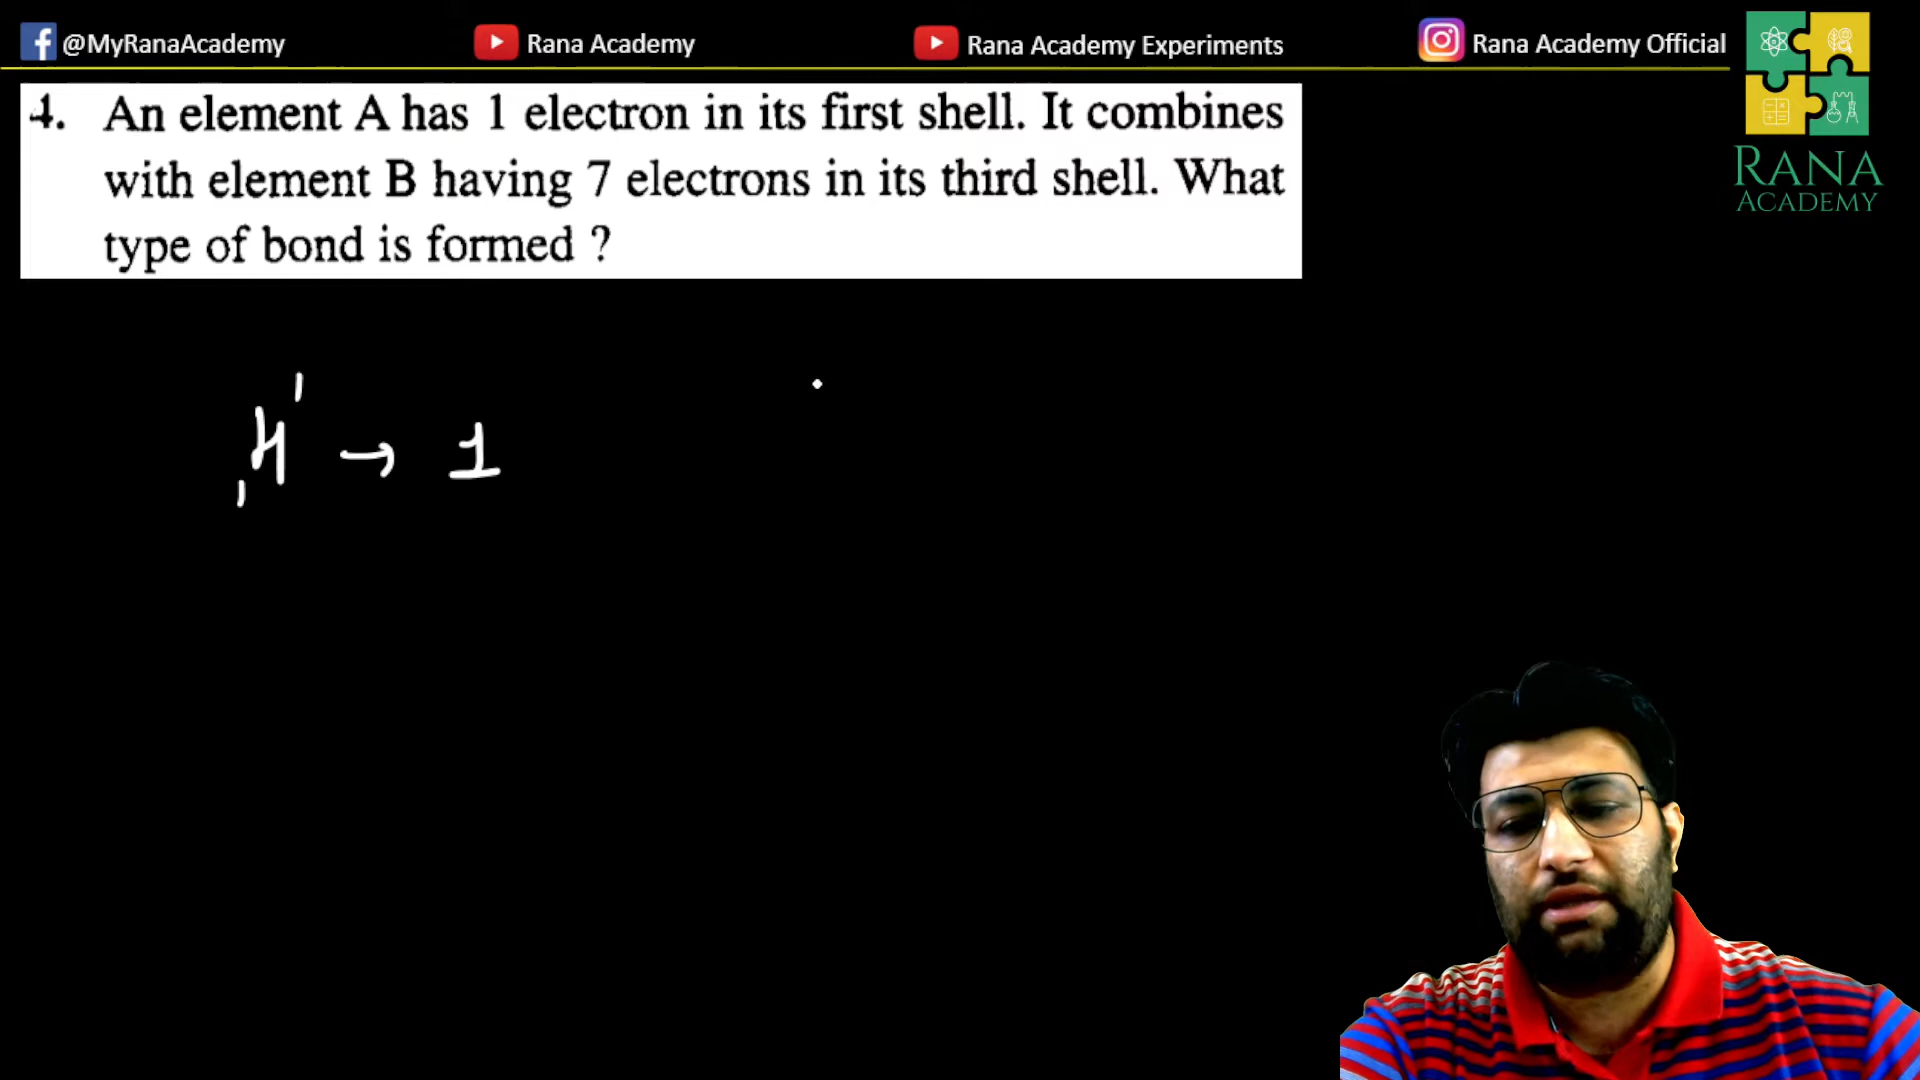 @MyRanaAcademy
Rana Academy
Rana Academy Experiments
Rana Academy Official
RANA
ACADEMY
4. An element A has 1 electron in its first shell. It combines
with element B having 7 electrons in its third shell. What
type of bond is formed ?
₁H¹ → 1